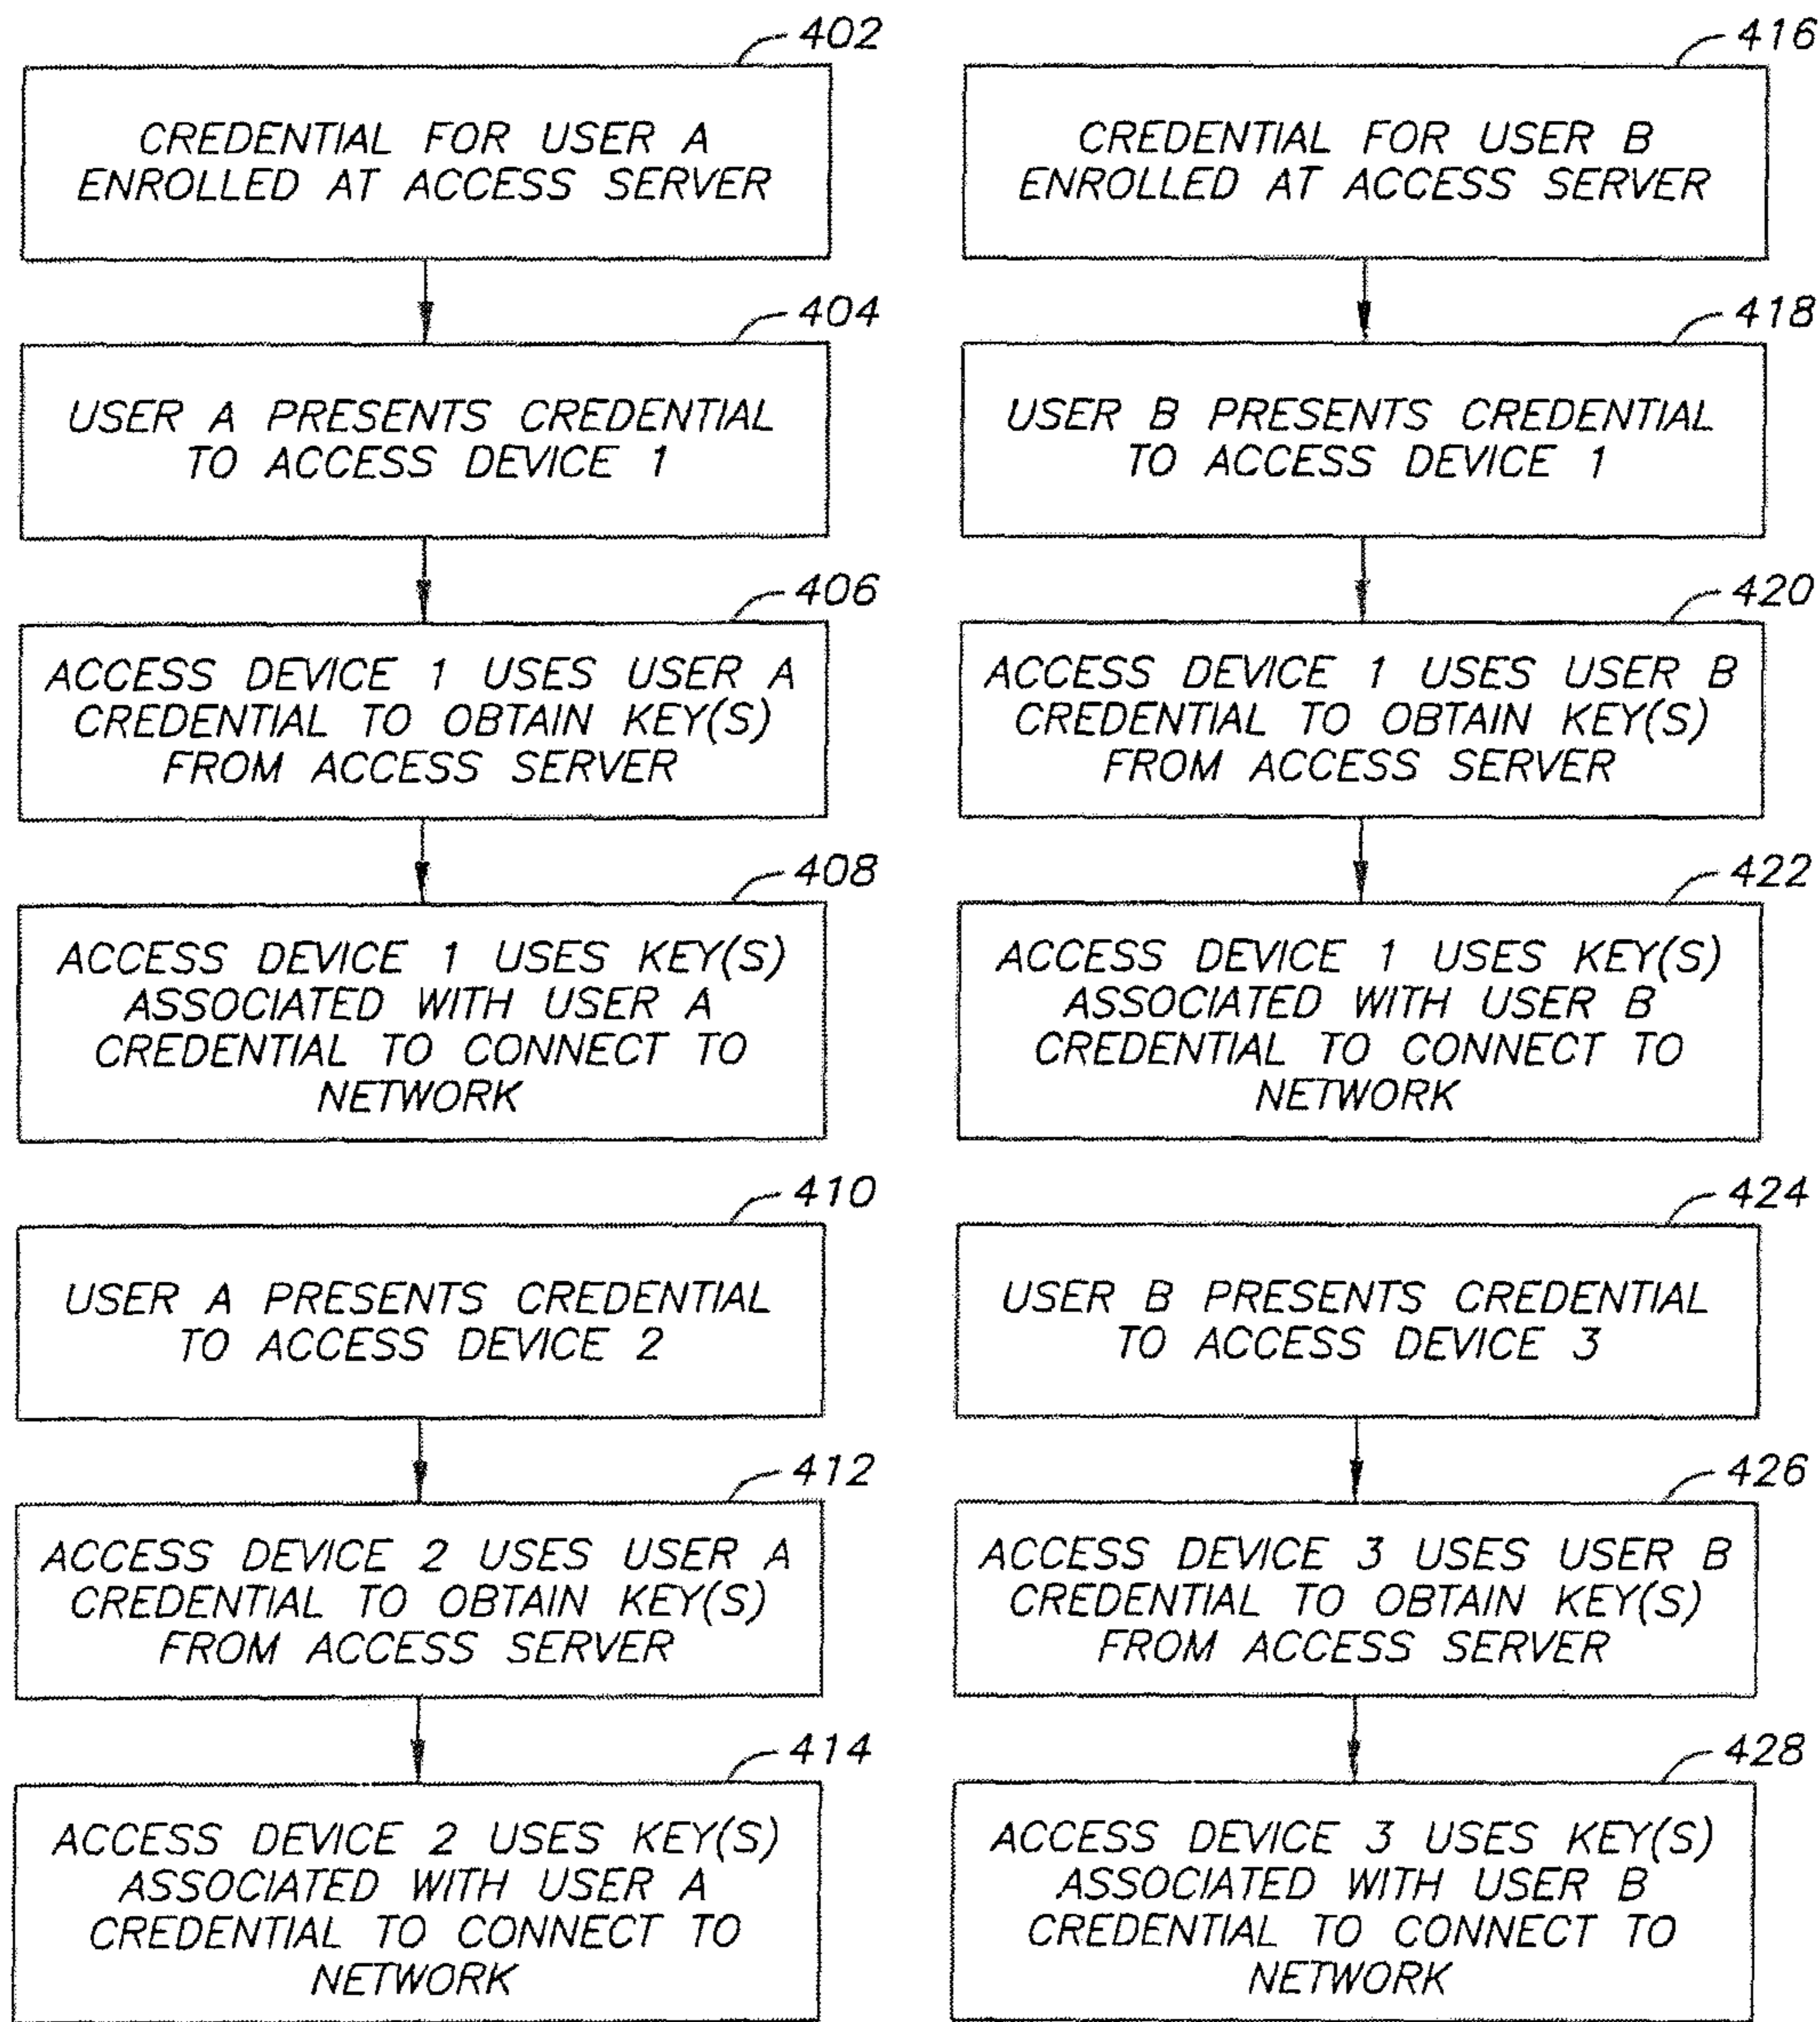 402
CREDENTIAL FOR USER A
ENROLLED AT ACCESS SERVER
404
USER A PRESENTS CREDENTIAL
TO ACCESS DEVICE 1
406
ACCESS DEVICE 1 USES USER A
CREDENTIAL TO OBTAIN KEY(S)
FROM ACCESS SERVER
408
ACCESS DEVICE 1 USES KEY(S)
ASSOCIATED WITH USER A
CREDENTIAL TO CONNECT TO
NETWORK
410
USER A PRESENTS CREDENTIAL
TO ACCESS DEVICE 2
412
ACCESS DEVICE 2 USES USER A
CREDENTIAL TO OBTAIN KEY(S)
FROM ACCESS SERVER
414
ACCESS DEVICE 2 USES KEY(S)
ASSOCIATED WITH USER A
CREDENTIAL TO CONNECT TO
NETWORK
416
CREDENTIAL FOR USER B
ENROLLED AT ACCESS SERVER
418
USER B PRESENTS CREDENTIAL
TO ACCESS DEVICE 1
420
ACCESS DEVICE 1 USES USER B
CREDENTIAL TO OBTAIN KEY(S)
FROM ACCESS SERVER
422
ACCESS DEVICE 1 USES KEY(S)
ASSOCIATED WITH USER B
CREDENTIAL TO CONNECT TO
NETWORK
424
USER B PRESENTS CREDENTIAL
TO ACCESS DEVICE 3
426
ACCESS DEVICE 3 USES USER B
CREDENTIAL TO OBTAIN KEY(S)
FROM ACCESS SERVER
428
ACCESS DEVICE 3 USES KEY(S)
ASSOCIATED WITH USER B
CREDENTIAL TO CONNECT TO
NETWORK